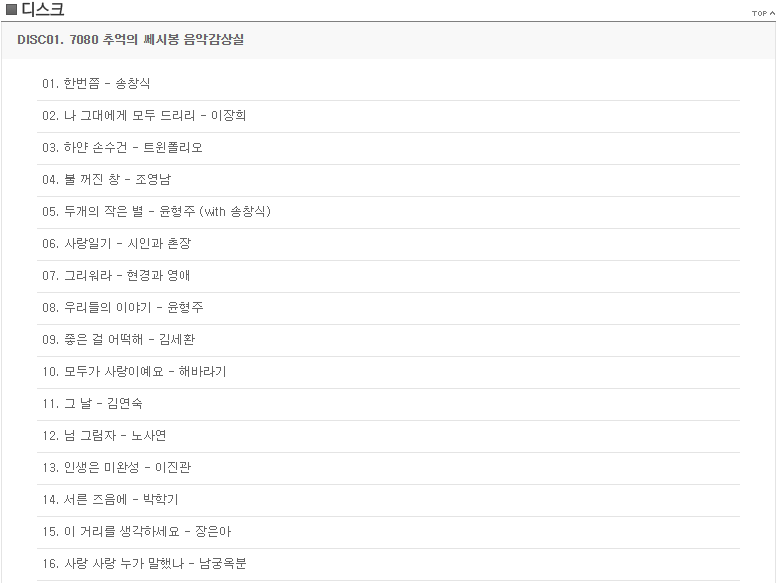 디스크
TOP
DISC01. 7080 추억의 쎄시봉 음악감상실
01. 한번쯤 - 송창식
02. 나 그대에게 모두 드리리 - 이장희
03. 하얀 손수건 - 트윈폴리오
04. 불 꺼진 창 - 조영남
05. 두개의 작은 별 - 윤형주 (with 송창식)
06. 사랑일기 - 시인과 촌장
07. 그리워라 - 현경과 영애
08. 우리들의 이야기 - 윤형주
09. 좋은 걸 어떡해 - 김세환
10. 모두가 사랑이예요 - 해바라기
11. 그 날 - 김연숙
12. 님 그림자 - 노사연
13. 인생은 미완성 - 이진관
14. 서른 즈음에 - 박학기
15. 이 거리를 생각하세요 - 장은아
16. 사랑 사랑 누가 말했나 - 남궁옥분